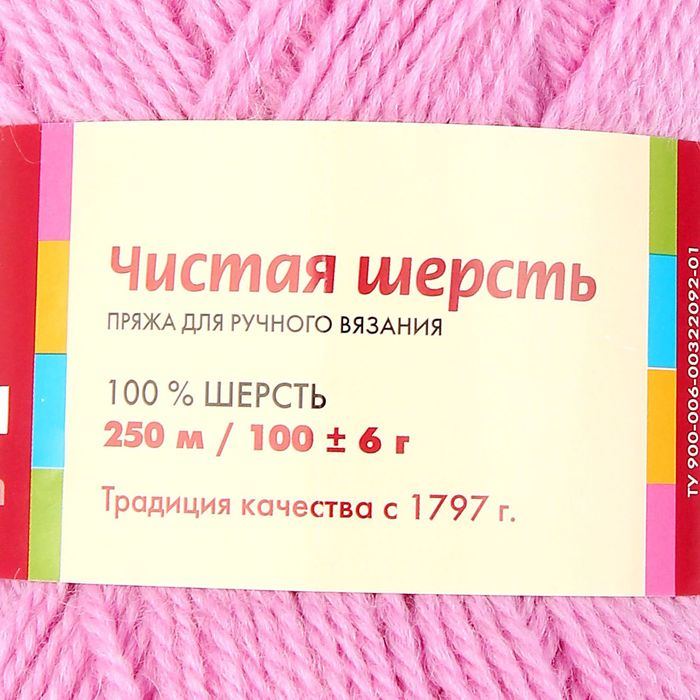 Чистая шерсть
ПРЯЖА ДЛЯ РУЧНОГО ВЯЗАНИЯ
100 % ШЕРСТЬ
250 м / 100 ± 6 г
Традиция качества с 1797 г.
ТУ 900-006-00322092-01